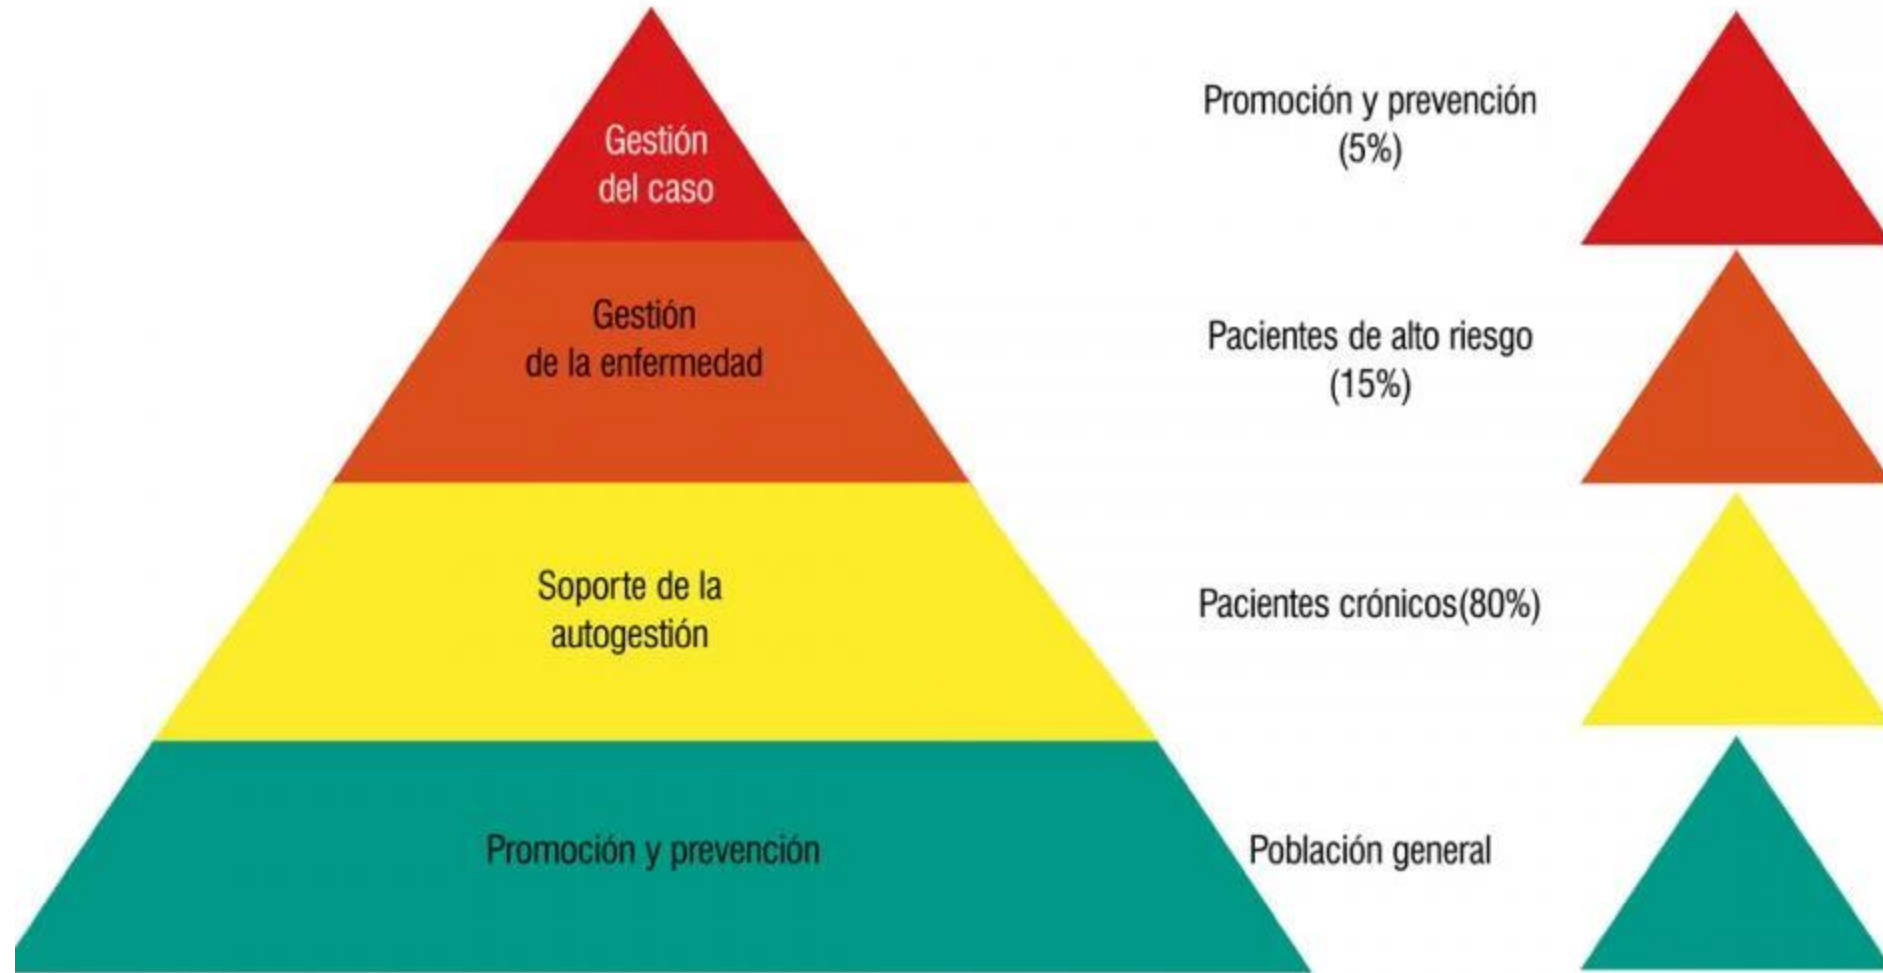 Gestión
del caso
Promoción y prevención
(5%)
Gestión
de la enfermedad
Pacientes de alto riesgo
(15%)
Soporte de la
autogestión
Pacientes crónicos(80%)
Promoción y prevención
Población general